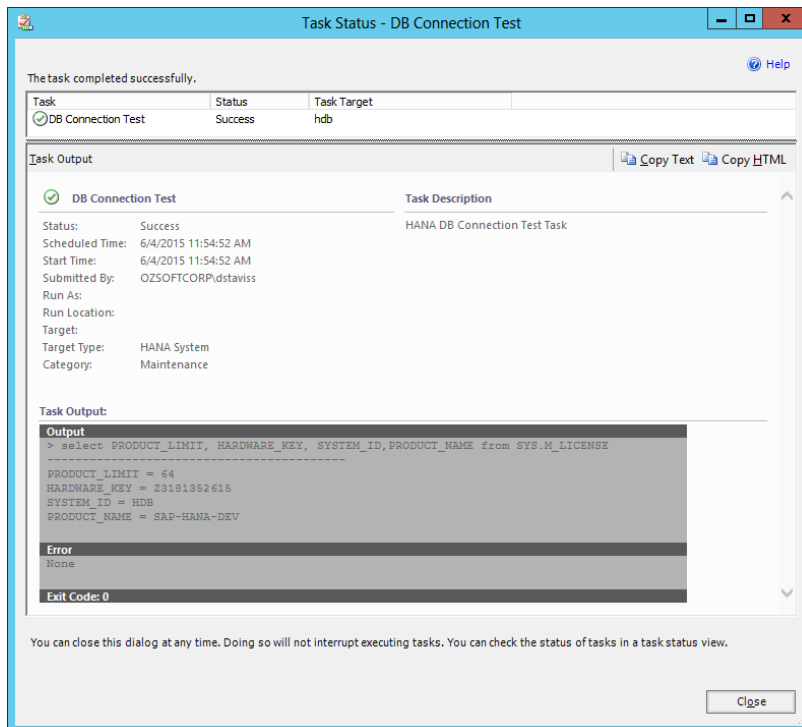 Task Status - DB Connection Test
Help
The task completed successfully.
Task Status Task Target
DB Connection Test Success hdb
Task Output Copy Text Copy HTML
DB Connection Test Task Description
Status: Success HANA DB Connection Test Task
Scheduled Time: 6/4/2015 11:54:52 AM
Start Time: 6/4/2015 11:54:52 AM
Submitted By: OZSOFTCORP\dstaviss
Run As:
Run Location:
Target:
Target Type: HANA System
Category: Maintenance
Task Output:
Output
> select PRODUCT_LIMIT, HARDWARE_KEY, SYSTEM_ID,PRODUCT_NAME from SYS.M_LICENSE
------------------------------------------
PRODUCT_LIMIT = 64
HARDWARE_KEY = Z3181352615
SYSTEM_ID = HDB
PRODUCT_NAME = SAP-HANA-DEV
Error
None
Exit Code: 0
You can close this dialog at any time. Doing so will not interrupt executing tasks. You can check the status of tasks in a task status view.
Close